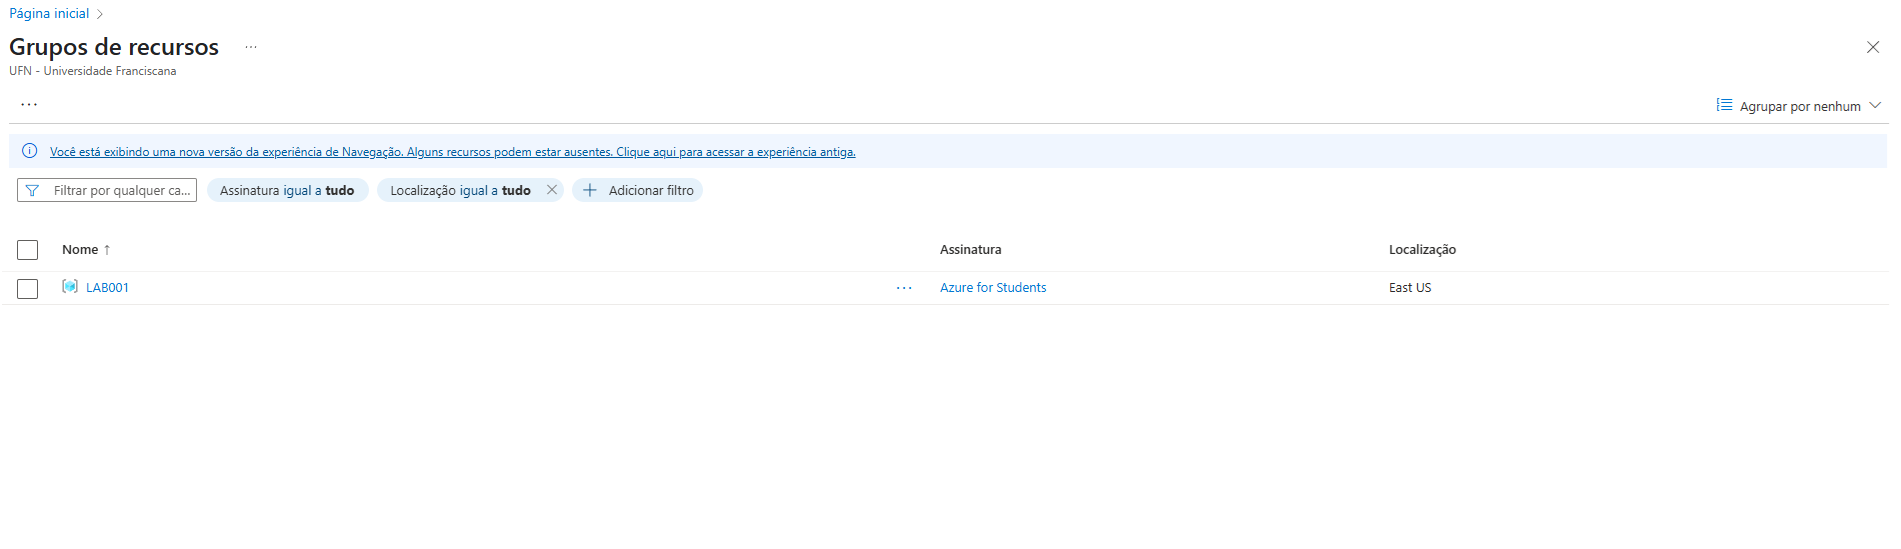 Página inicial
Grupos de recursos ...
UFN - Universidade Franciscana
...
Agrupar por nenhum
Você está exibindo uma nova versão da experiência de Navegação. Alguns recursos podem estar ausentes. Clique aqui para acessar a experiência antiga.
Filtrar por qualquer ca... Assinatura igual a tudo Localização igual a tudo Adicionar filtro
Nome ↑ Assinatura Localização
LAB001 ... Azure for Students East US